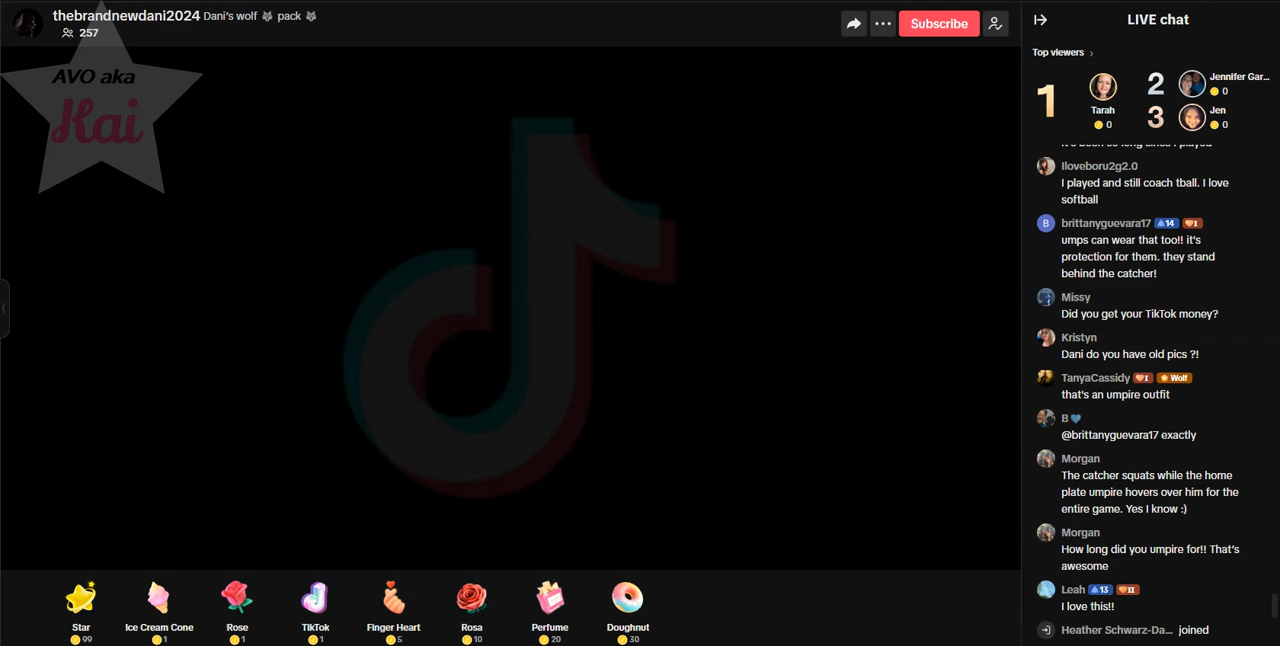 thebrandnewdani2024 Dani's wolf 🐺 pack 🐺
257
Subscribe
AVO aka
Kai
Star
99
Ice Cream Cone
1
Rose
1
TikTok
1
Finger Heart
5
Rosa
10
Perfume
20
Doughnut
30
LIVE chat
Top viewers
1
Tarah
0
2
Jennifer Gar...
0
3
Jen
0
Iloveboru2g2.0
I played and still coach tball. I love
softball
B
brittanyguevara17 14 I
umps can wear that too!! it's
protection for them. they stand
behind the catcher!
Missy
Did you get your TikTok money?
Kristyn
Dani do you have old pics ?!
TanyaCassidy I Wolf
that's an umpire outfit
B 💙
@brittanyguevara17 exactly
Morgan
The catcher squats while the home
plate umpire hovers over him for the
entire game. Yes I know :)
Morgan
How long did you umpire for!! That's
awesome
Leah 13 II
I love this!!
Heather Schwarz-Da... joined